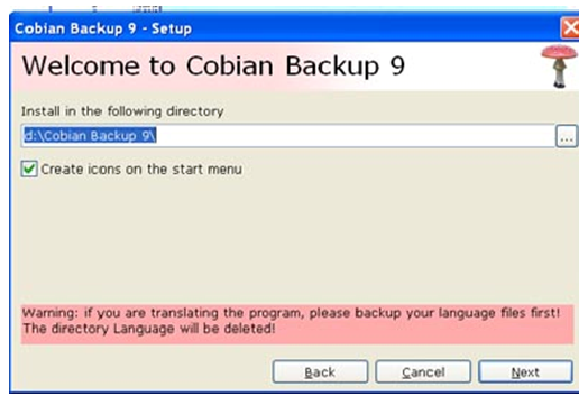 Cobian Backup 9 - Setup
Welcome to Cobian Backup 9
Install in the following directory
d:\Cobian Backup 9\
...
Create icons on the start menu
Warning: if you are translating the program, please backup your language files first!
The directory Language will be deleted!
Back Cancel Next